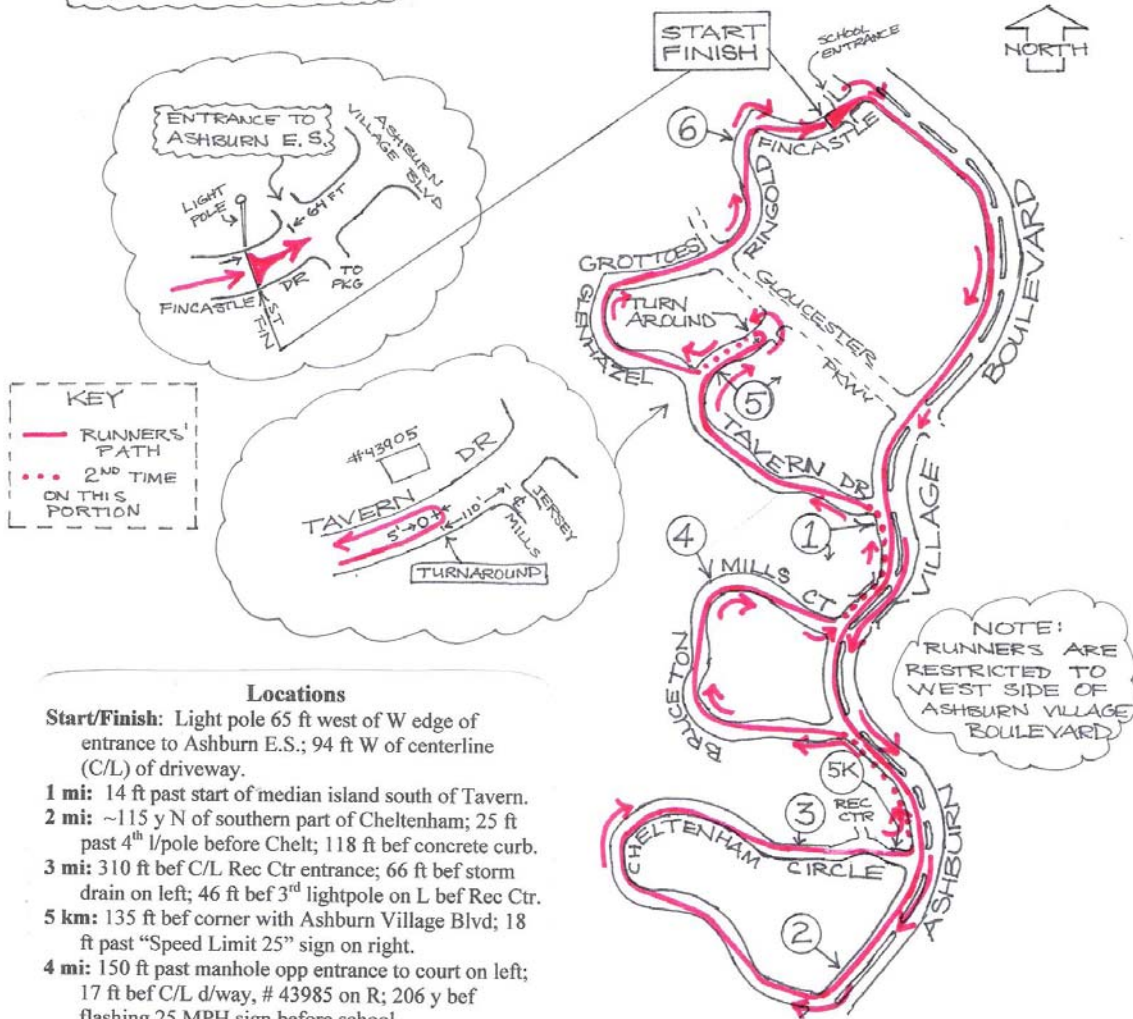 START
FINISH
SCHOOL
ENTRANCE
NORTH
ENTRANCE TO
ASHBURN E.S.
ASHBURN
VILLAGE
BLVD
LIGHT
POLE
64 FT
FINCASTLE DR
TO
PKG
ST
FIN
6
FINCASTLE
RINGOLD
GROTTOES
GLENHAZEL
TURN
AROUND
GLOUCESTER
PKWY
BOULEVARD
5
TAVERN DR
KEY
RUNNERS'
PATH
2ND TIME
ON THIS
PORTION
#43905
TAVERN DR
5' 0
110'
JERSEY
MILLS
TURNAROUND
1
VILLAGE
4
MILLS CT
BRUCETON
NOTE:
RUNNERS ARE
RESTRICTED TO
WEST SIDE OF
ASHBURN VILLAGE
BOULEVARD
5K
3
REC
CTR
CHELTENHAM
CIRCLE
ASHBURN
2
Locations
Start/Finish: Light pole 65 ft west of W edge of
entrance to Ashburn E.S.; 94 ft W of centerline
(C/L) of driveway.
1 mi: 14 ft past start of median island south of Tavern.
2 mi: ~115 y N of southern part of Cheltenham; 25 ft
past 4th l/pole before Chelt; 118 ft bef concrete curb.
3 mi: 310 ft bef C/L Rec Ctr entrance; 66 ft bef storm
drain on left; 46 ft bef 3rd lightpole on L bef Rec Ctr.
5 km: 135 ft bef corner with Ashburn Village Blvd; 18
ft past “Speed Limit 25” sign on right.
4 mi: 150 ft past manhole opp entrance to court on left;
17 ft bef C/L d/way, # 43985 on R; 206 y bef
flashing 25 MPH sign before school.